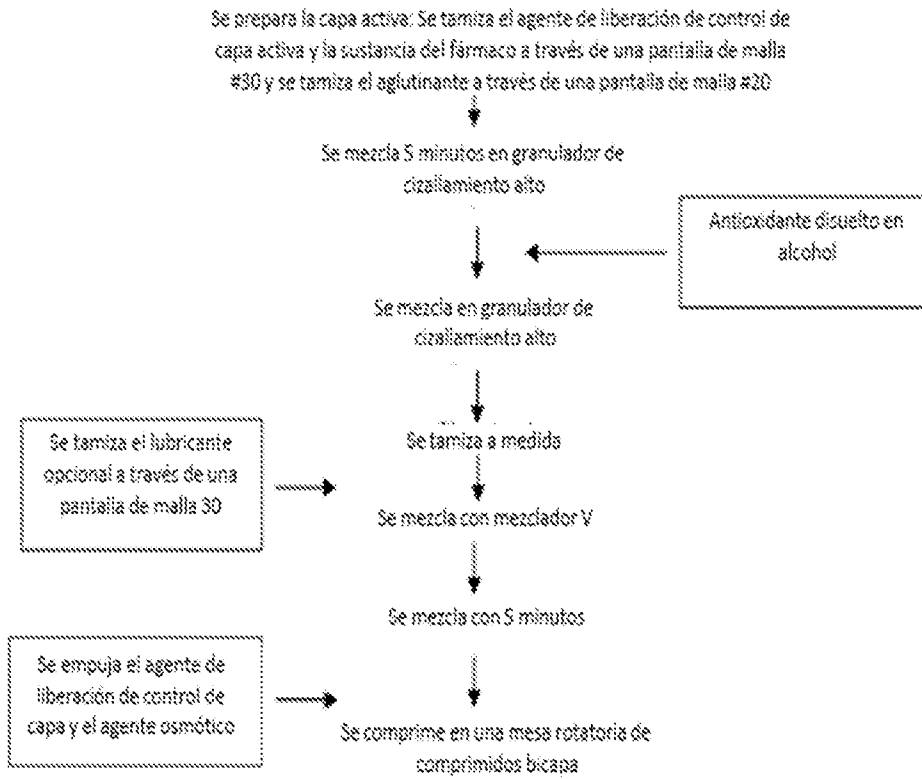 Se prepara la capa activa: Se tamiza el agente de liberación de control de
capa activa y la sustancia del fármaco a través de una pantalla de malla
#30 y se tamiza el aglutinante a través de una pantalla de malla #20
Se mezcla 5 minutos en granulador de
cizallamiento alto
Antioxidante disuelto en
alcohol
Se mezcla en granulador de
cizallamiento alto
Se tamiza a medida
Se tamiza el lubricante
opcional a través de una
pantalla de malla 30
Se mezcla con mezclador V
Se mezcla con 5 minutos
Se empuja el agente de
liberación de control de
capa y el agente osmótico
Se comprime en una mesa rotatoria de
comprimidos bicapa